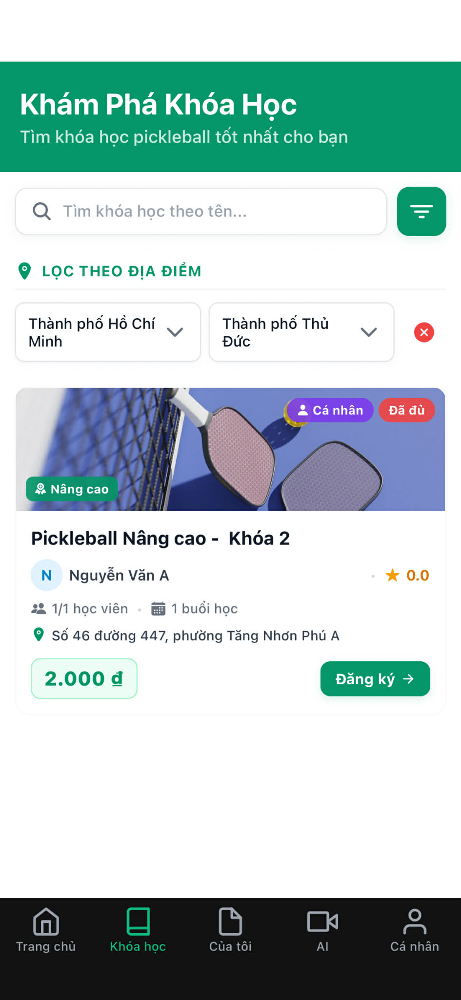 Khám Phá Khóa Học
Tìm khóa học pickleball tốt nhất cho bạn
Tìm khóa học theo tên...
LỌC THEO ĐỊA ĐIỂM
Thành phố Hồ Chí
Minh
Thành phố Thủ
Đức
Cá nhân
Đã đủ
Nâng cao
Pickleball Nâng cao -  Khóa 2
N
Nguyễn Văn A
0.0
1/1 học viên
1 buổi học
Số 46 đường 447, phường Tăng Nhơn Phú A
2.000 ₫
Đăng ký →
Trang chủ
Khóa học
Của tôi
AI
Cá nhân